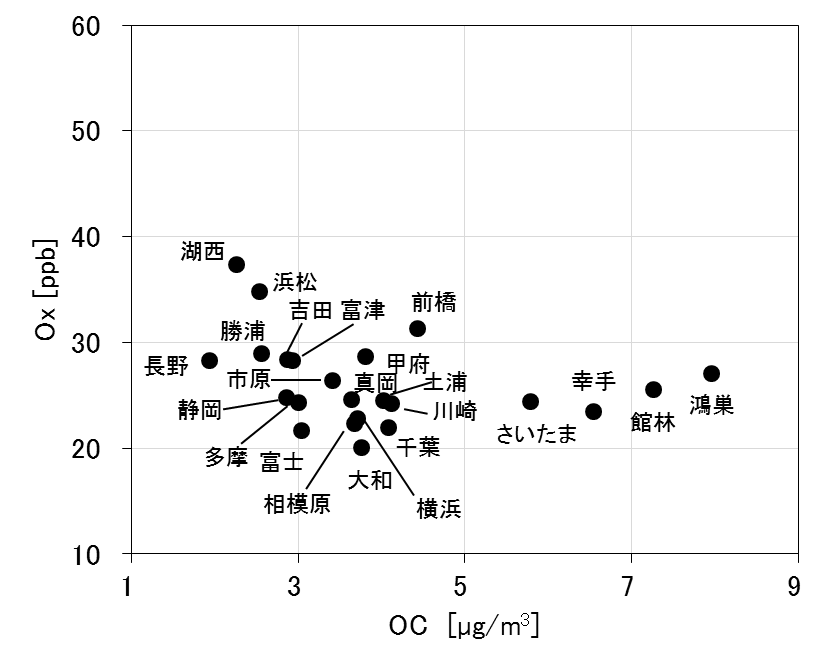 60
50
40
30
20
10
Ox [ppb]
湖西
浜松
吉田 富津
前橋
勝浦
長野
甲府
市原
真岡
土浦
幸手
静岡
川崎
鴻巣
館林
さいたま
千葉
多摩
富士
大和
相模原
横浜
1 3 5 7 9
OC [μg/m³]